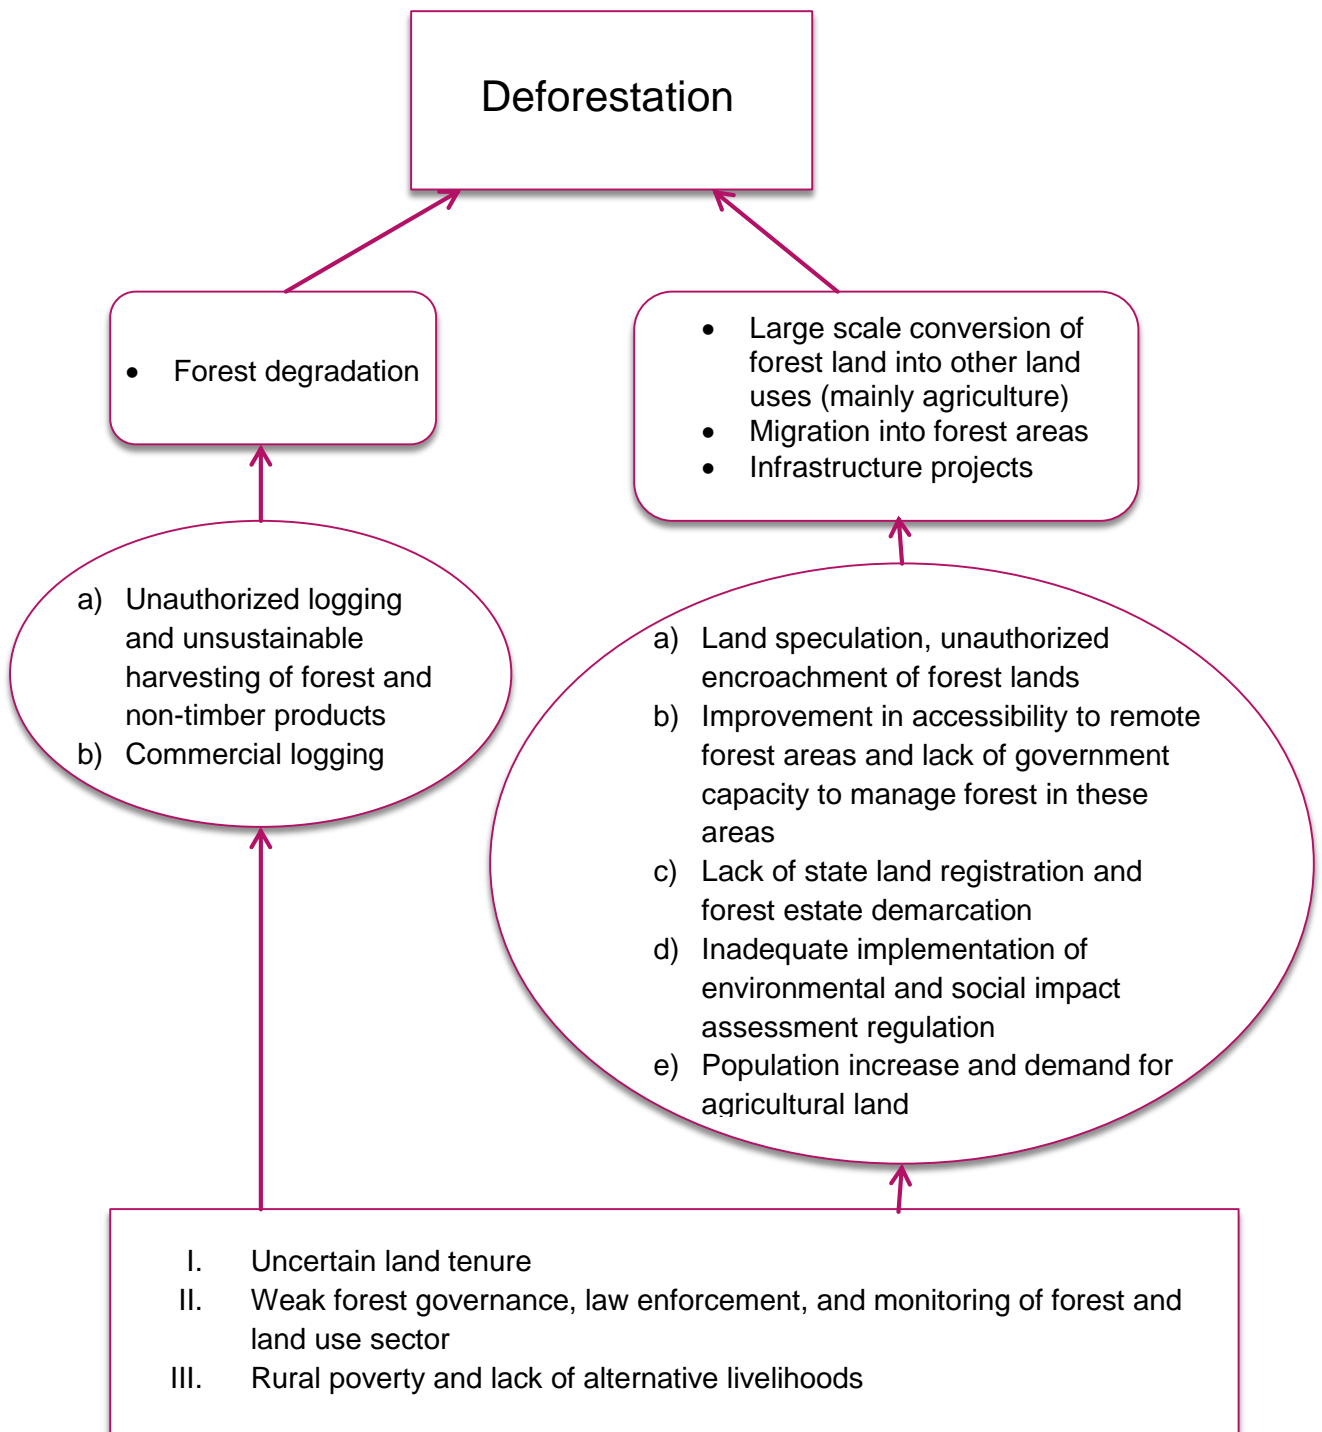 Deforestation
• Forest degradation
• Large scale conversion of
forest land into other land
uses (mainly agriculture)
• Migration into forest areas
• Infrastructure projects
a) Unauthorized logging
and unsustainable
harvesting of forest and
non-timber products
b) Commercial logging
a) Land speculation, unauthorized
encroachment of forest lands
b) Improvement in accessibility to remote
forest areas and lack of government
capacity to manage forest in these
areas
c) Lack of state land registration and
forest estate demarcation
d) Inadequate implementation of
environmental and social impact
assessment regulation
e) Population increase and demand for
agricultural land
I. Uncertain land tenure
II. Weak forest governance, law enforcement, and monitoring of forest and
land use sector
III. Rural poverty and lack of alternative livelihoods